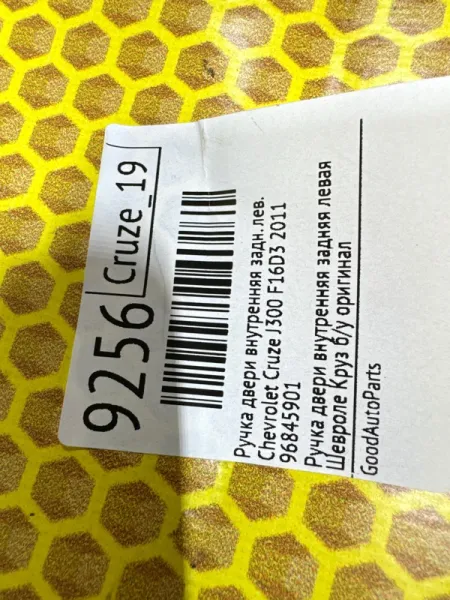 9256
Cruze_19
Ручка двери внутренняя задн.лев.
Chevrolet Cruze J300 F16D3 2011
96845901
Ручка двери внутренняя задняя левая
Шевроле Круз б/у оригинал
GoodAutoParts